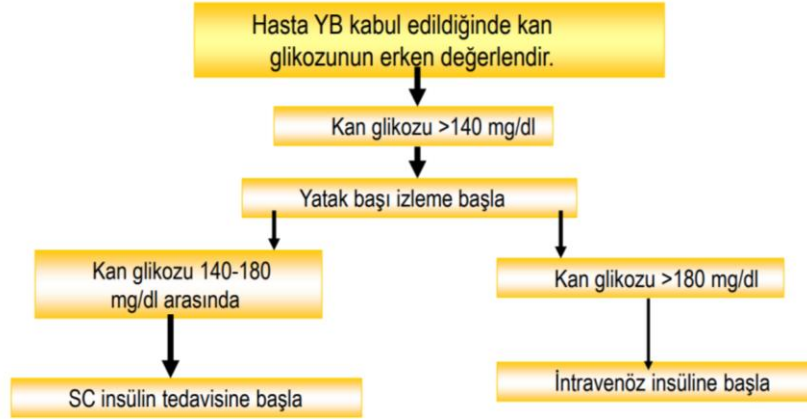 Hasta YB kabul edildiğinde kan
glikozunun erken değerlendir.
Kan glikozu >140 mg/dl
Yatak başı izleme başla
Kan glikozu 140-180
mg/dl arasında
Kan glikozu >180 mg/dl
SC insülin tedavisine başla
İntravenöz insüline başla